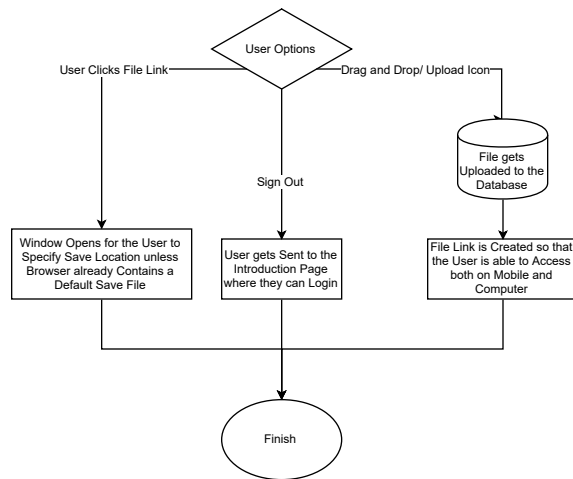 User Options
User Clicks File Link
Drag and Drop/ Upload Icon
File gets
Uploaded to the
Database
Sign Out
Window Opens for the User to
Specify Save Location unless
Browser already Contains a
Default Save File
User gets Sent to the
Introduction Page
where they can Login
File Link is Created so that
the User is able to Access
both on Mobile and
Computer
Finish